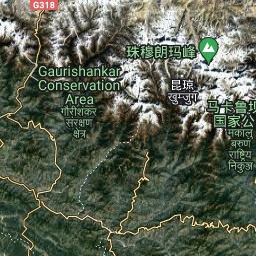 G318
珠穆朗玛峰
Gaurishankar
Conservation
Area
गौरीशंकर
संरक्षण
क्षेत्र
昆琼
खुम्जुंग
马卡鲁
国家公
मकालु
बरुण
राष्ट्रिय
निकुञ्ज